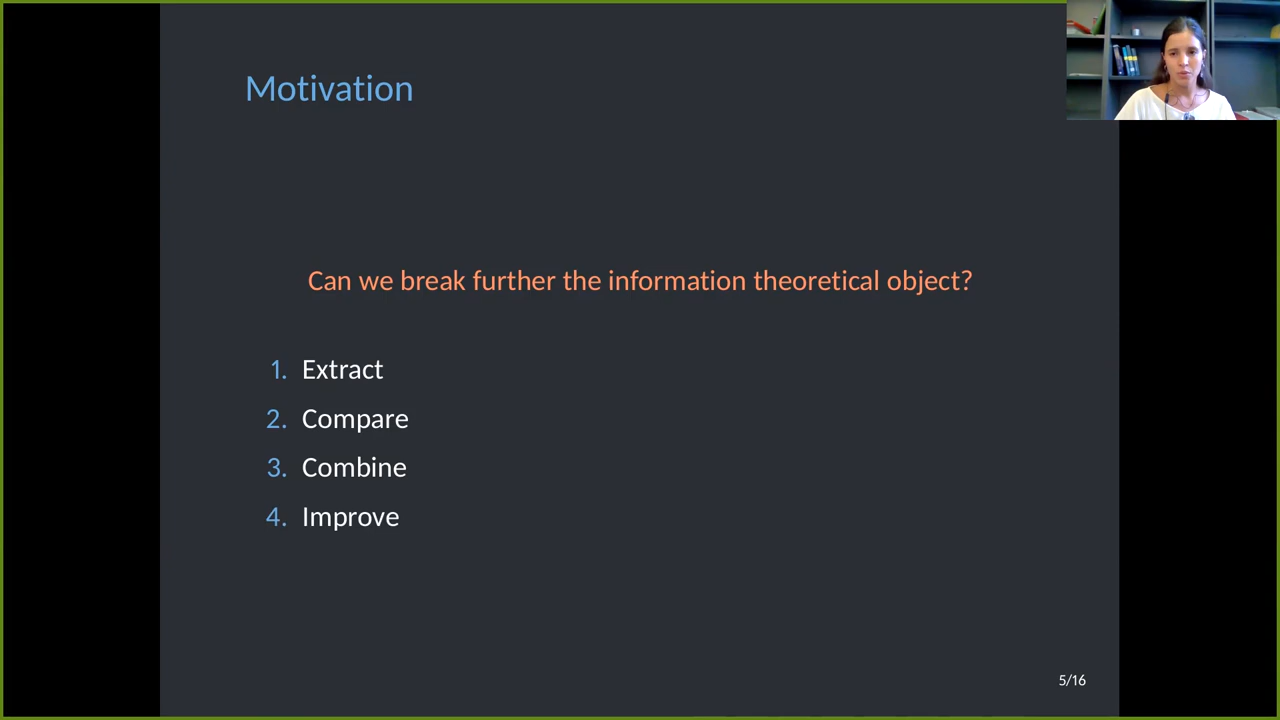 Motivation
Can we break further the information theoretical object?
1. Extract
2. Compare
3. Combine
4. Improve
5/16